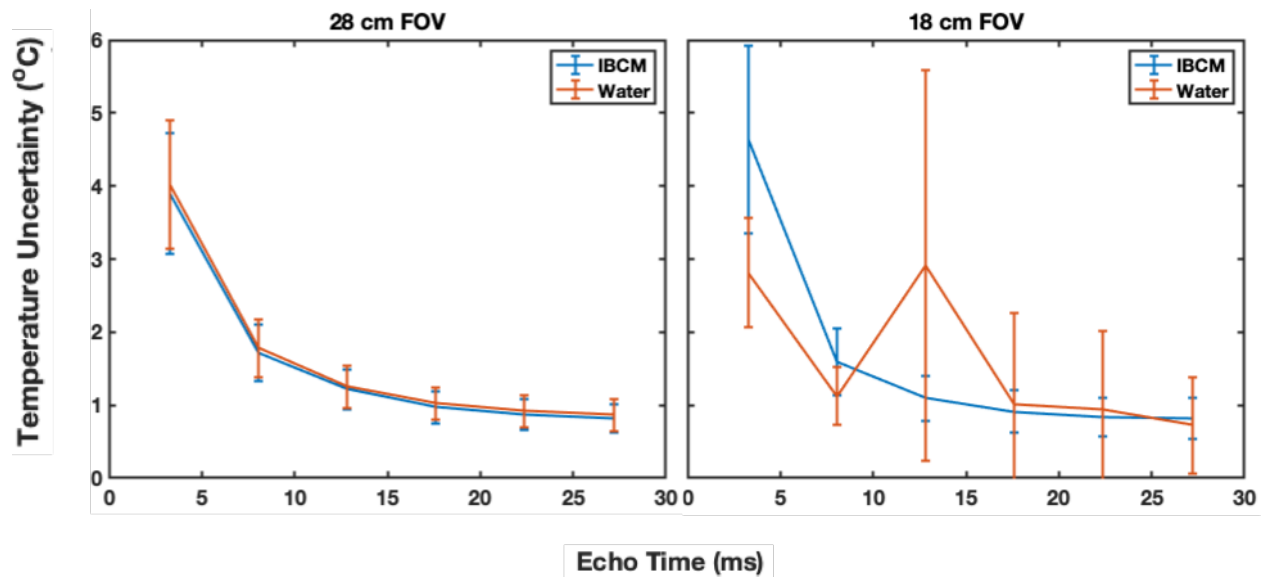 28 cm FOV
18 cm FOV
Temperature Uncertainty (°C)
6
5
4
3
2
1
0
IBCM
Water
IBCM
Water
0 5 10 15 20 25 30
0 5 10 15 20 25 30
Echo Time (ms)